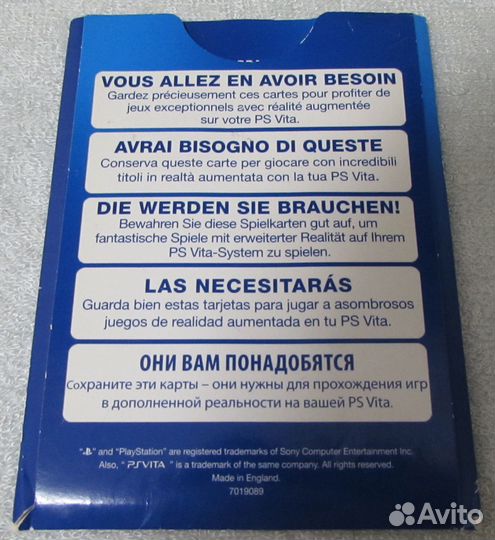 VOUS ALLEZ EN AVOIR BESOIN
Gardez précieusement ces cartes pour profiter de
jeux exceptionnels avec réalité augmentée
sur votre PS Vita.
AVRAI BISOGNO DI QUESTE
Conserva queste carte per giocare con incredibili
titoli in realtà aumentata con la tua PS Vita.
DIE WERDEN SIE BRAUCHEN!
Bewahren Sie diese Spielkarten gut auf, um
fantastische Spiele mit erweiterter Realität auf Ihrem
PS Vita-System zu spielen.
LAS NECESITARÁS
Guarda bien estas tarjetas para jugar a asombrosos
juegos de realidad aumentada en tu PS Vita.
ОНИ ВАМ ПОНАДОБЯТСЯ
Сохраните эти карты – они нужны для прохождения игр
в дополненной реальности на вашей PS Vita.
" " and "PlayStation" are registered trademarks of Sony Computer Entertainment Inc.
Also, "PSVITA" is a trademark of the same company. All rights reserved.
Made in England.
7019089
Avito